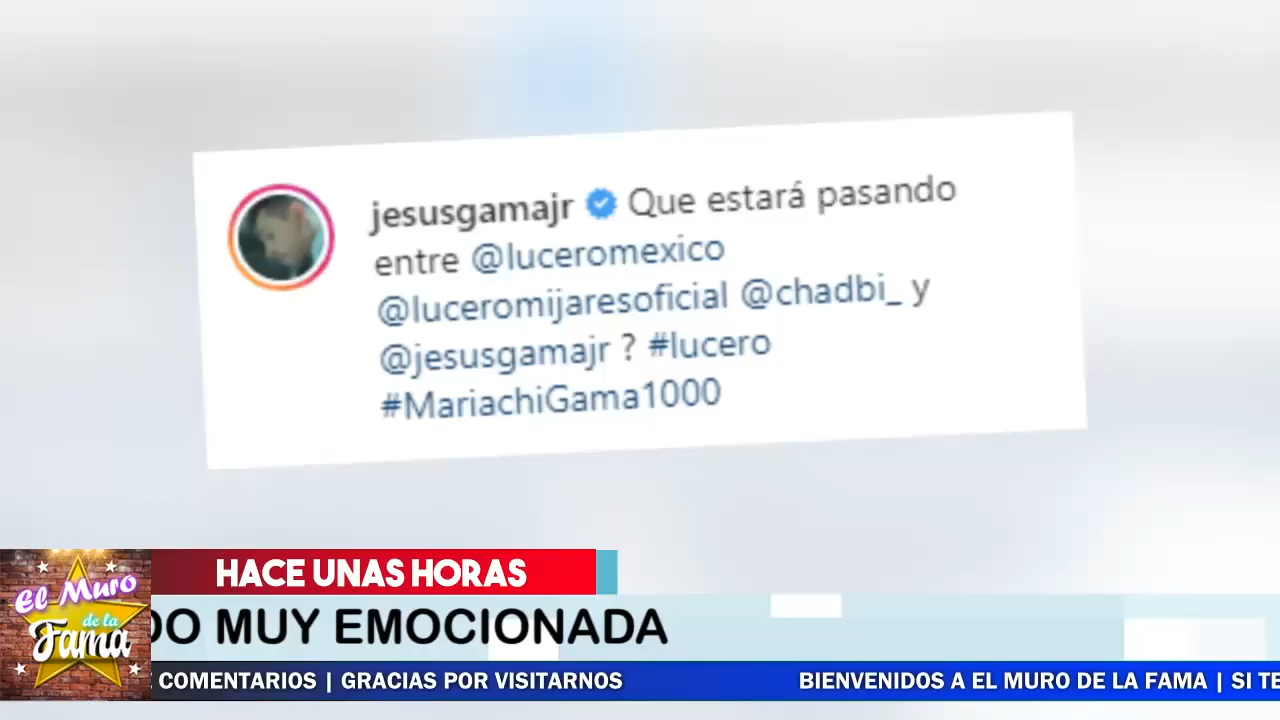 jesusgamajr Que estará pasando
entre @luceromexico
@luceromijaresoficial @chadbi_ y
@jesusgamajr ? #lucero
#MariachiGama1000
HACE UNAS HORAS
DO MUY EMOCIONADA
El Muro
de la
Fama
COMENTARIOS | GRACIAS POR VISITARNOS BIENVENIDOS A EL MURO DE LA FAMA | SI TE